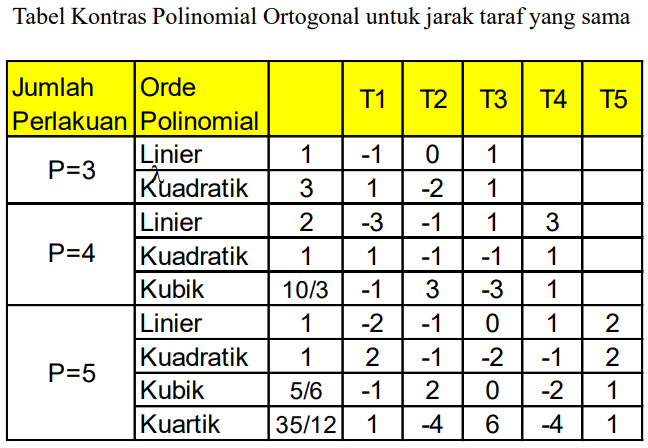 Tabel Kontras Polinomial Ortogonal untuk jarak taraf yang sama
Jumlah Perlakuan Orde Polinomial T1 T2 T3 T4 T5
P=3
Linier 1 -1 0 1
λ
Kuadratik 3 1 -2 1
P=4
Linier 2 -3 -1 1 3
Kuadratik 1 1 -1 -1 1
Kubik 10/3 -1 3 -3 1
P=5
Linier 1 -2 -1 0 1 2
Kuadratik 1 2 -1 -2 -1 2
Kubik 5/6 -1 2 0 -2 1
Kuartik 35/12 1 -4 6 -4 1